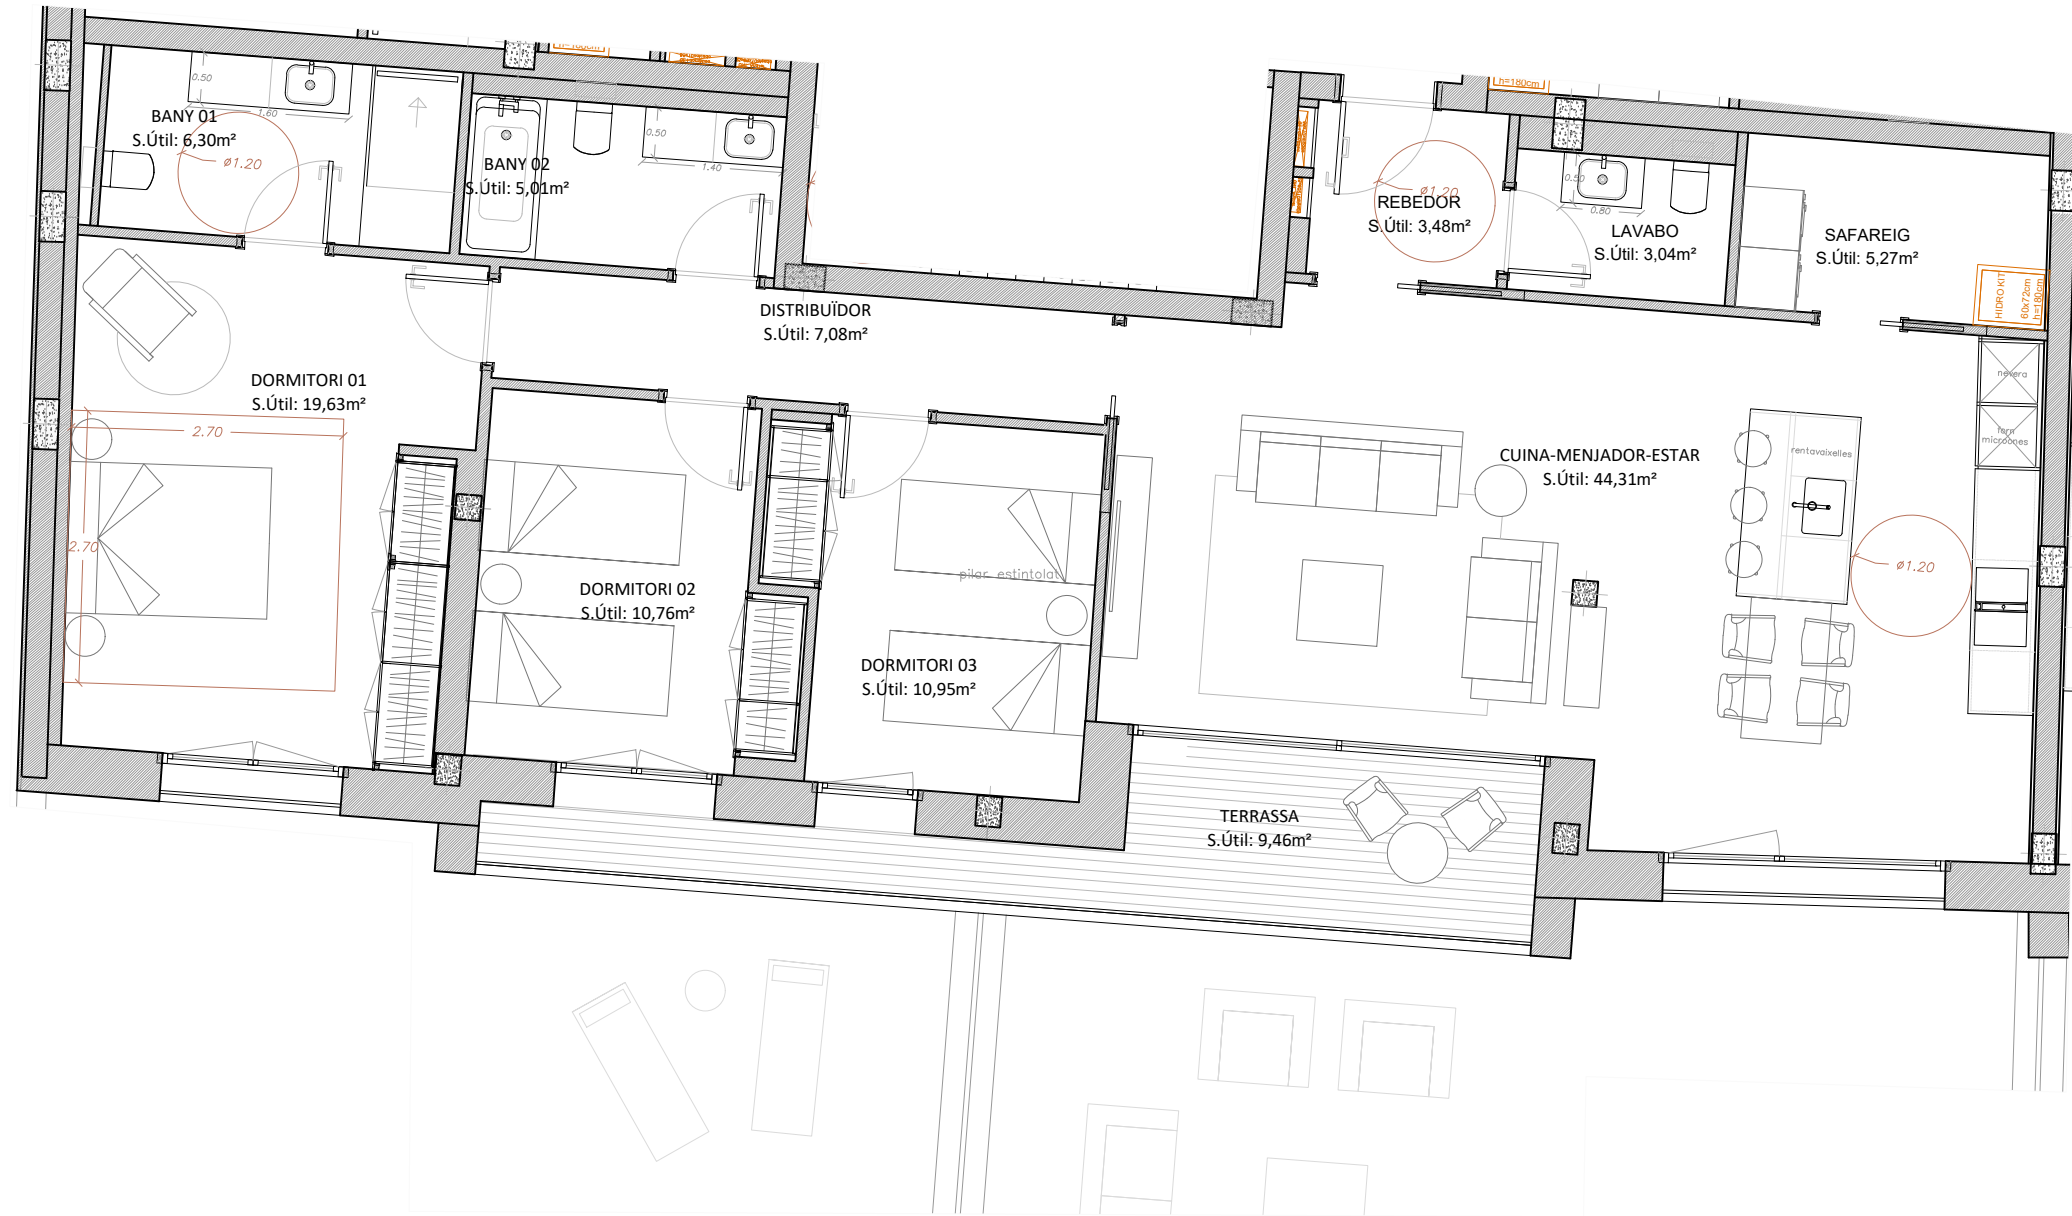 h=180cm
h=180cm
0.50
1.60
BANY 01
S.Útil: 6,30m²
ø1.20
BANY 02
S.Útil: 5,01m²
0.50
1.40
ø1.20
REBEDOR
S.Útil: 3,48m²
0.50
0.80
LAVABO
S.Útil: 3,04m²
SAFAREIG
S.Útil: 5,27m²
HIDRO KIT
60x72cm
h=180cm
DISTRIBUÏDOR
S.Útil: 7,08m²
DORMITORI 01
S.Útil: 19,63m²
2.70
2.70
nevera
forn
microones
rentavaixelles
CUINA-MENJADOR-ESTAR
S.Útil: 44,31m²
ø1.20
pilar estintolat
DORMITORI 02
S.Útil: 10,76m²
DORMITORI 03
S.Útil: 10,95m²
TERRASSA
S.Útil: 9,46m²